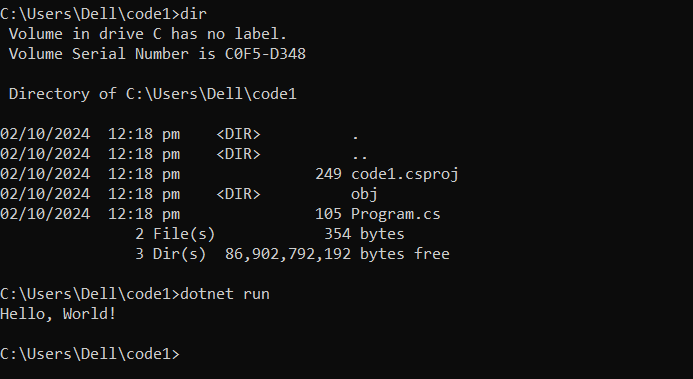 C:\Users\Dell\code1>dir
 Volume in drive C has no label.
 Volume Serial Number is C0F5-D348

 Directory of C:\Users\Dell\code1

02/10/2024  12:18 pm    <DIR>          .
02/10/2024  12:18 pm    <DIR>          ..
02/10/2024  12:18 pm               249 code1.csproj
02/10/2024  12:18 pm    <DIR>          obj
02/10/2024  12:18 pm               105 Program.cs
               2 File(s)            354 bytes
               3 Dir(s)  86,902,792,192 bytes free

C:\Users\Dell\code1>dotnet run
Hello, World!

C:\Users\Dell\code1>